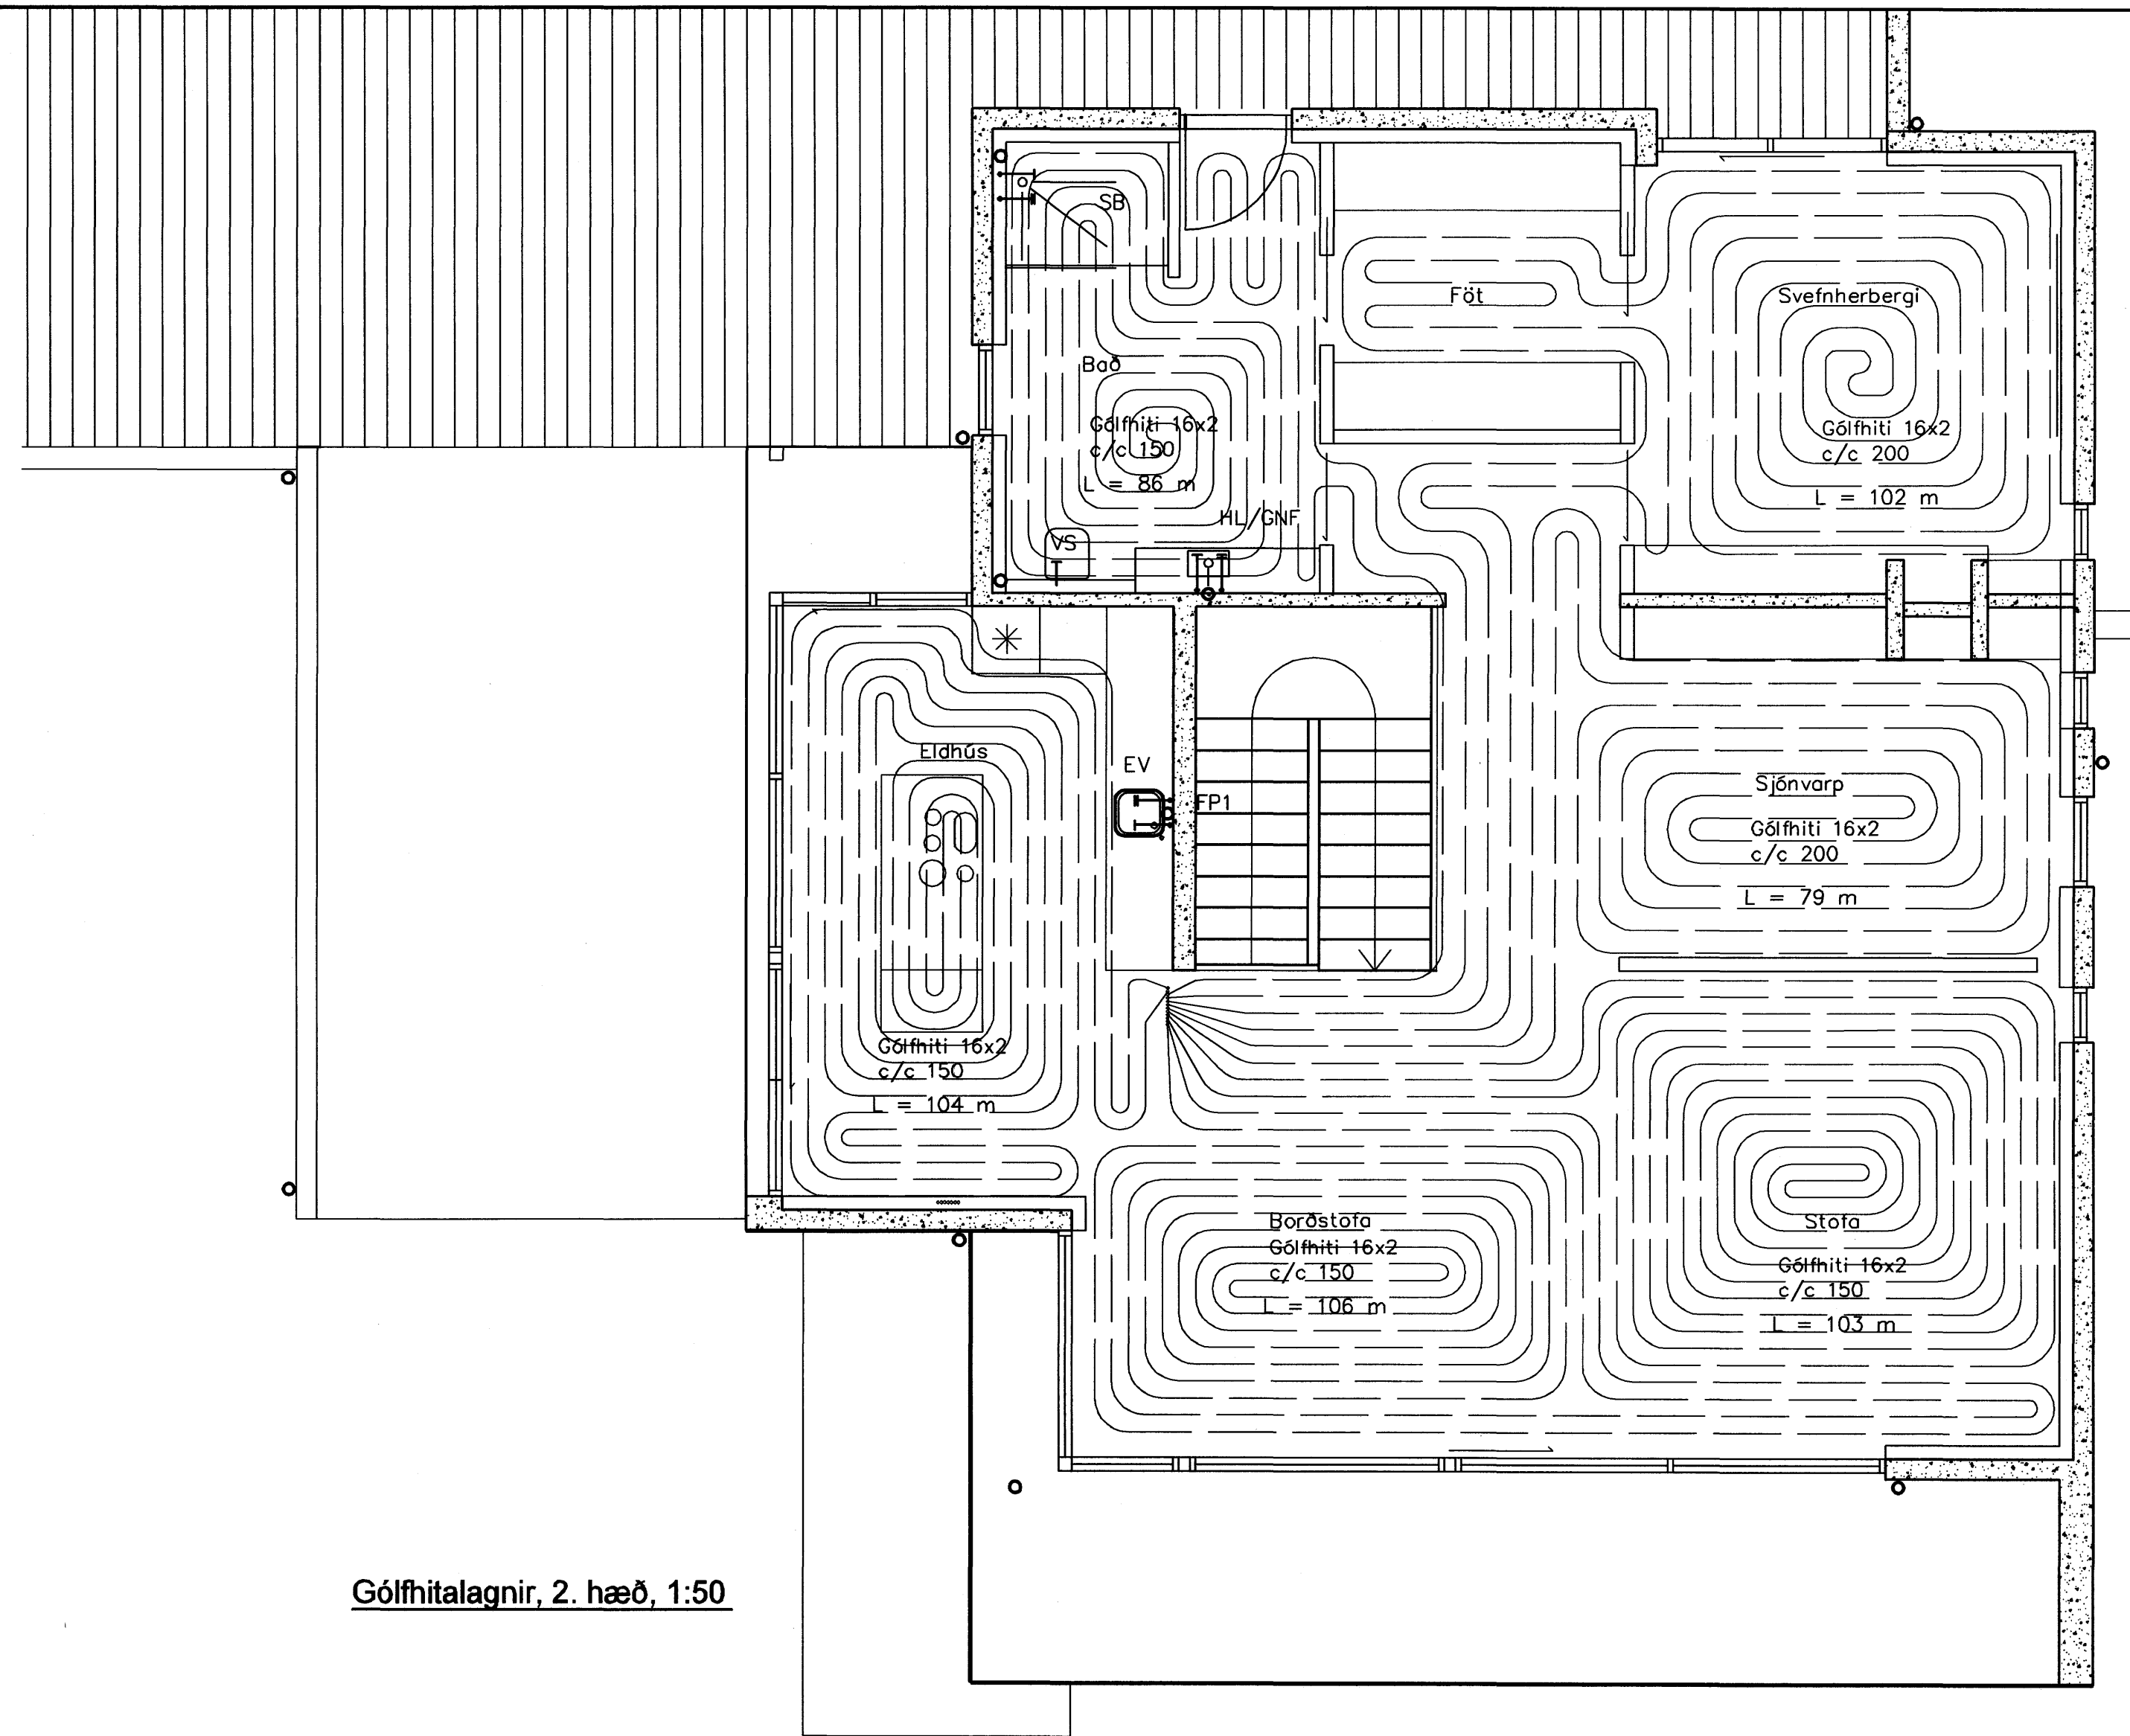 SB
Föt
Svefnherbergi
Bað
Gólfhiti 16x2
c/c 150
L = 86 m
Gólfhiti 16x2
c/c 200
L = 102 m
HL/GNF
VS
Eldhús
EV
FP1
Sjónvarp
Gólfhiti 16x2
c/c 200
L = 79 m
Gólfhiti 16x2
c/c 150
L = 104 m
Borðstofa
Gólfhiti 16x2
c/c 150
L = 106 m
Stofa
Gólfhiti 16x2
c/c 150
L = 103 m
Gólfhitalagnir, 2. hæð, 1:50